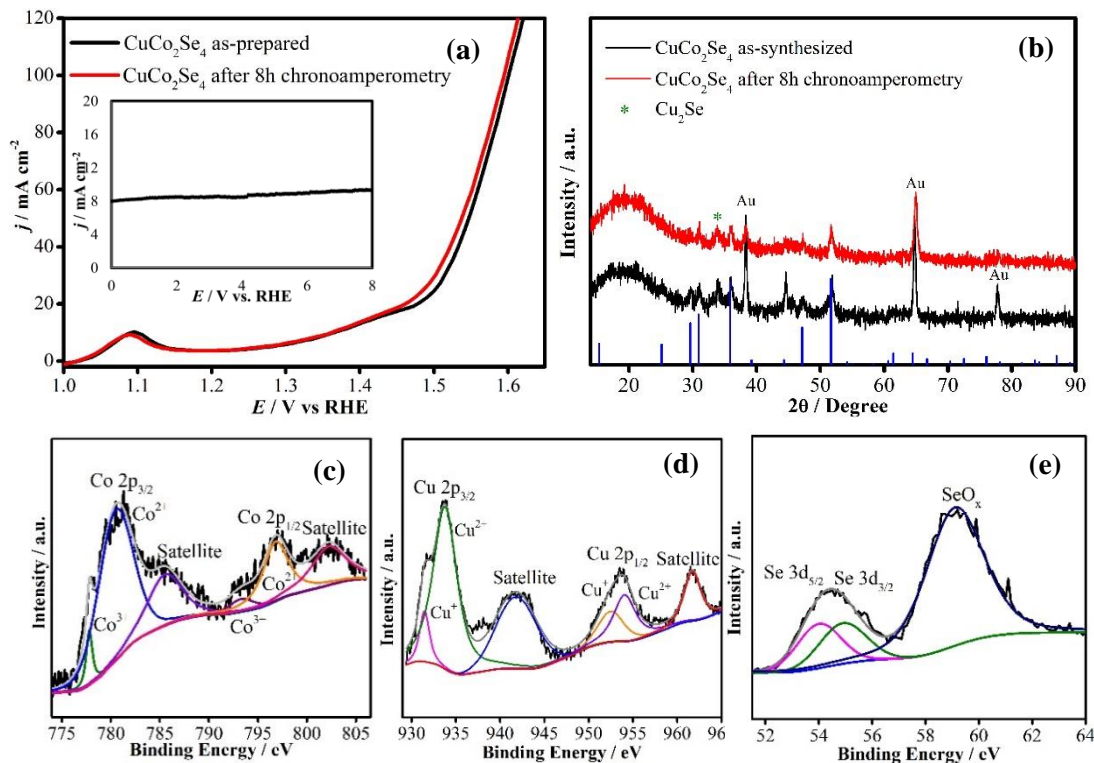 (a)
CuCo2Se4 as-prepared
CuCo2Se4 after 8h chronoamperometry
j / mA cm-2
120
100
80
60
40
20
0
1.0 1.1 1.2 1.3 1.4 1.5 1.6
E / V vs RHE
j / mA cm-2
20
16
12
8
4
0
0 2 4 6 8
E / V vs. RHE
(b)
CuCo2Se4 as-synthesized
CuCo2Se4 after 8h chronoamperometry
* Cu2Se
Intensity / a.u.
Au
*
Au
Au
20 30 40 50 60 70 80 90
2θ / Degree
(c)
Co 2p3/2
Co2+
Satellite
Co 2p1/2
Satellite
Co2+
Co3
Co3−
Intensity / a.u.
775 780 785 790 795 800 805
Binding Energy / eV
(d)
Cu 2p3/2
Cu2−
Cu+
Satellite
Cu 2p1/2
Cu+
Cu2+
Satellite
Intensity / a.u.
930 935 940 945 950 955 96
Binding Energy / eV
(e)
SeOx
Se 3d5/2
Se 3d3/2
Intensity / a.u.
52 54 56 58 60 62 64
Binding Energy / eV